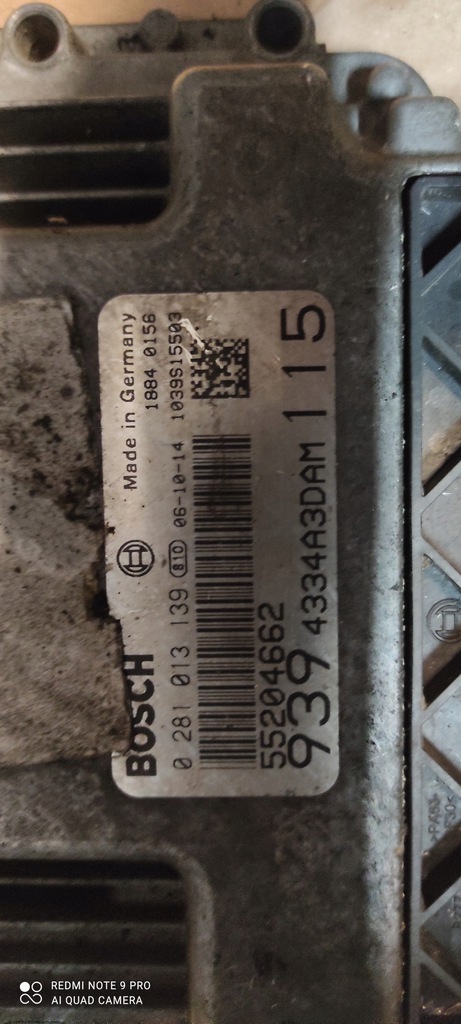 BOSCH
Made in Germany
1884 0156
0 281 013 139 810 06-10-14 1039S15503
55204662
939 4334A3DAM 115
REDMI NOTE 9 PRO
AI QUAD CAMERA